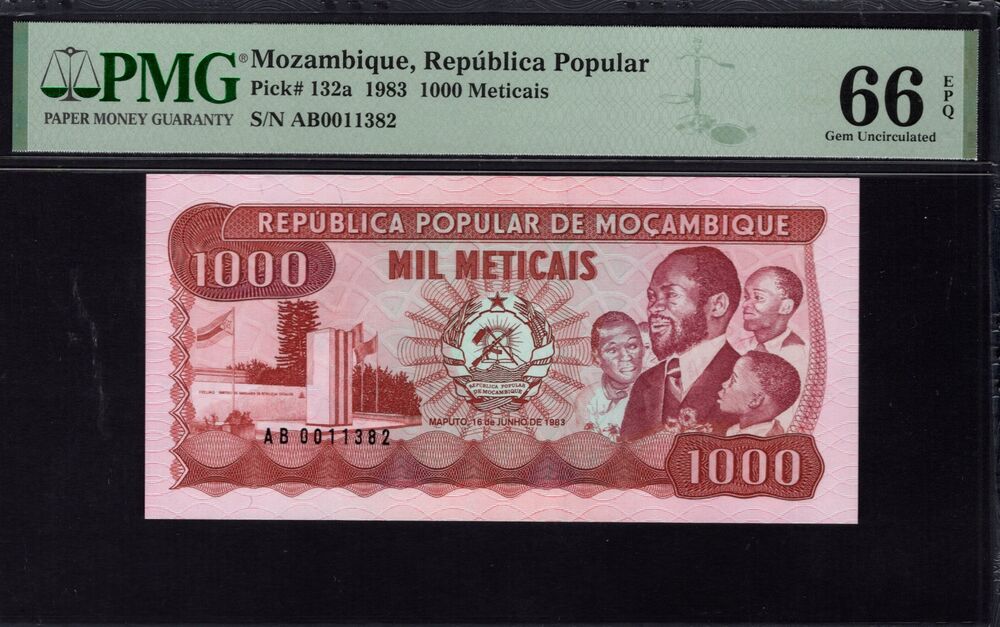 PMG®
PAPER MONEY GUARANTY
Mozambique, República Popular
Pick# 132a 1983 1000 Meticais
S/N AB0011382
66
EPQ
Gem Uncirculated
REPÚBLICA POPULAR DE MOÇAMBIQUE
1000
MIL METICAIS
REPÚBLICA POPULAR
DE MOÇAMBIQUE
MAPUTO, 16 de JUNHO DE 1983
AB 0011382
1000